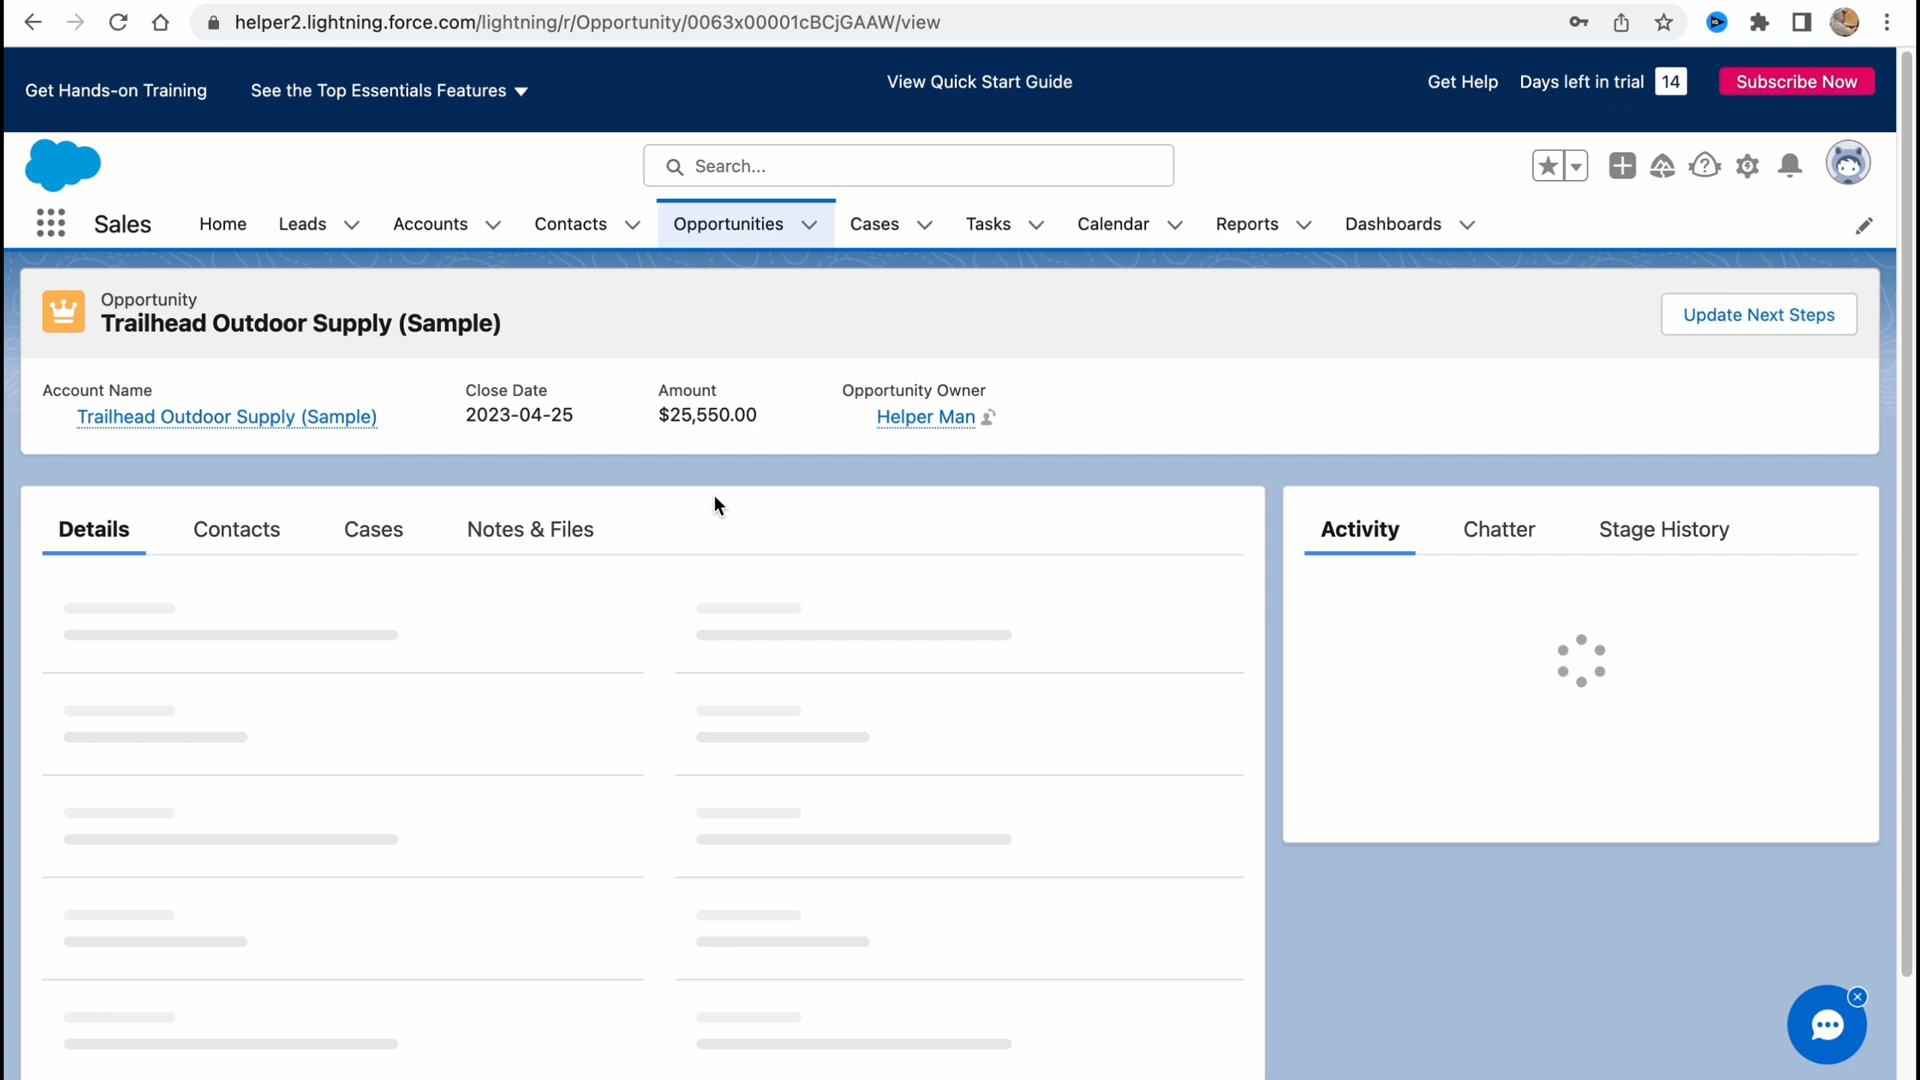 helper2.lightning.force.com/lightning/r/Opportunity/0063x00001cBCjGAAW/view
Get Hands-on Training
See the Top Essentials Features
View Quick Start Guide
Get Help
Days left in trial 14
Subscribe Now
Search...
Sales
Home
Leads
Accounts
Contacts
Opportunities
Cases
Tasks
Calendar
Reports
Dashboards
Opportunity
Trailhead Outdoor Supply (Sample)
Update Next Steps
Account Name
Trailhead Outdoor Supply (Sample)
Close Date
2023-04-25
Amount
$25,550.00
Opportunity Owner
Helper Man
Details
Contacts
Cases
Notes & Files
Activity
Chatter
Stage History